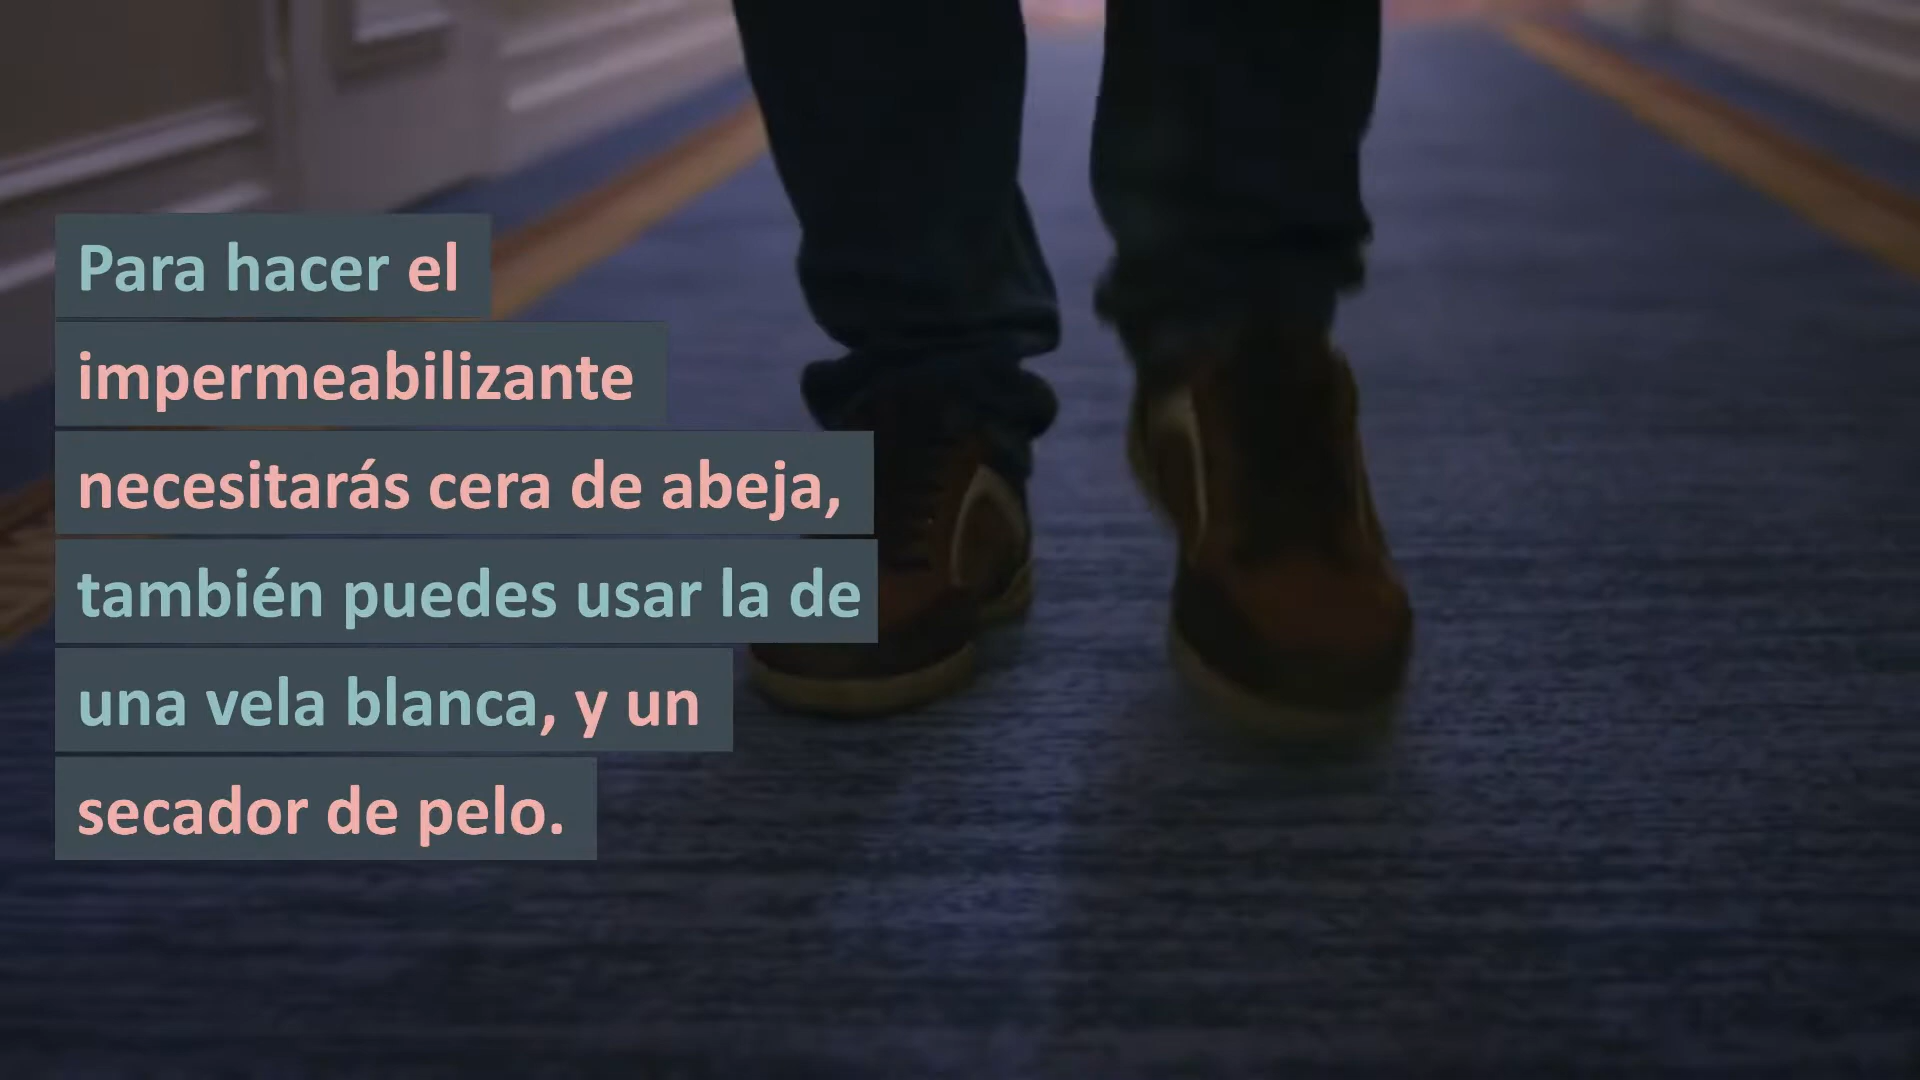 Para hacer el
impermeabilizante
necesitarás cera de abeja,
también puedes usar la de
una vela blanca, y un
secador de pelo.